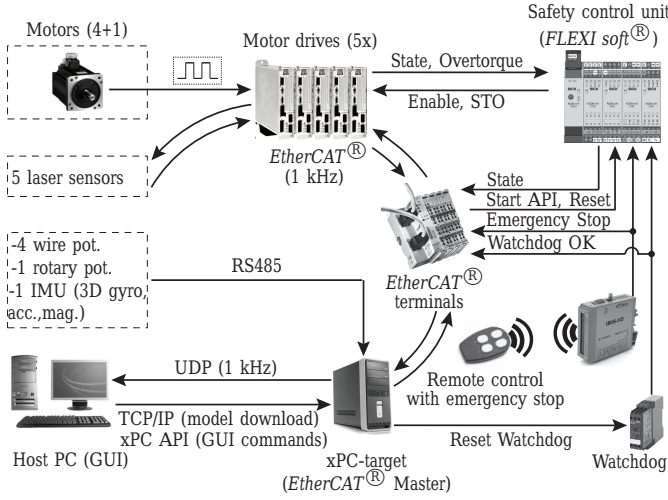 Safety control unit
(FLEXI soft®)
Motors (4+1)
Motor drives (5x)
State, Overtorque
Enable, STO
EtherCAT®
(1 kHz)
5 laser sensors
State
Start API, Reset
Emergency Stop
Watchdog OK
-4 wire pot.
-1 rotary pot.
-1 IMU (3D gyro,
acc.,mag.)
RS485
EtherCAT®
terminals
UDP (1 kHz)
Remote control
with emergency stop
TCP/IP (model download)
xPC API (GUI commands)
Reset Watchdog
Host PC (GUI)
xPC-target
(EtherCAT® Master)
Watchdog